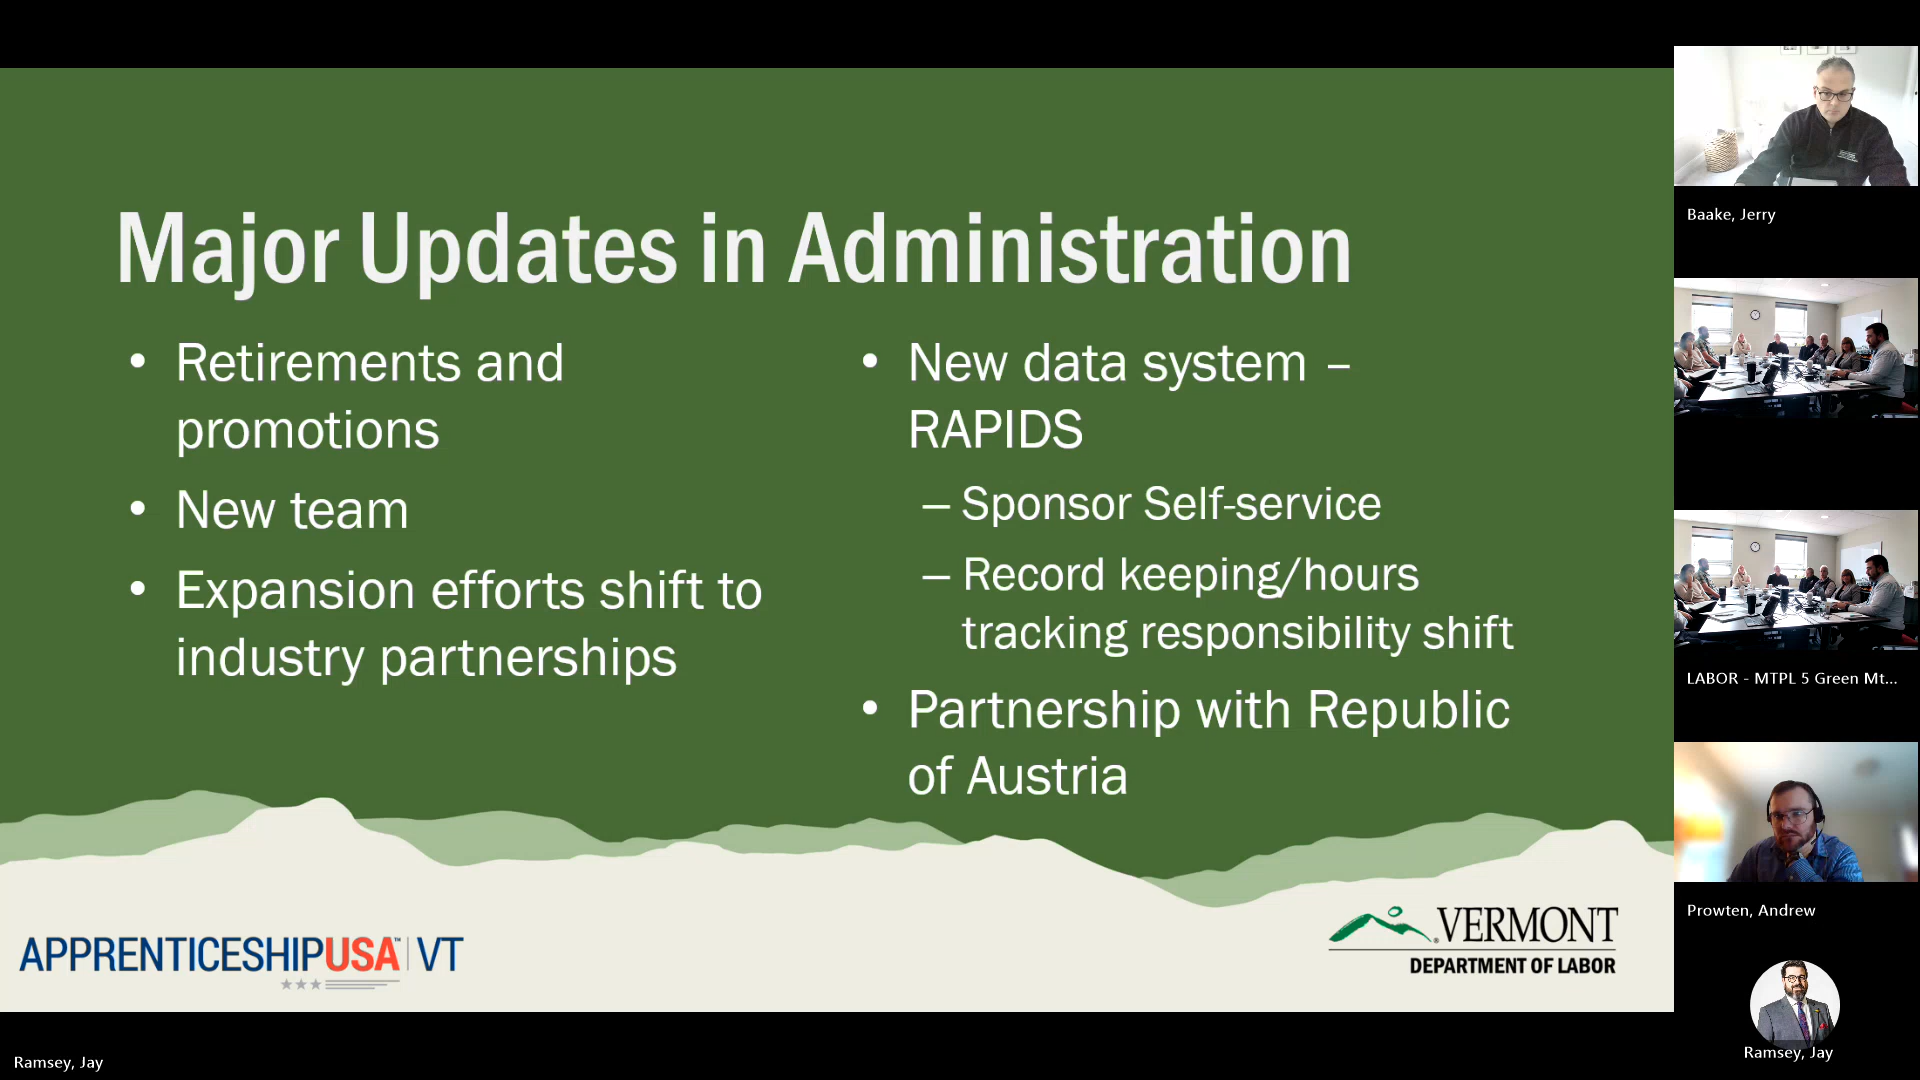 Major Updates in Administration
• Retirements and
promotions
• New team
• Expansion efforts shift to
industry partnerships
• New data system –
RAPIDS
– Sponsor Self-service
– Record keeping/hours
tracking responsibility shift
• Partnership with Republic
of Austria
APPRENTICESHIPUSA™ | VT
VERMONT
DEPARTMENT OF LABOR
Baake, Jerry
LABOR - MTPL 5 Green Mt...
Prowten, Andrew
Ramsey, Jay
Ramsey, Jay